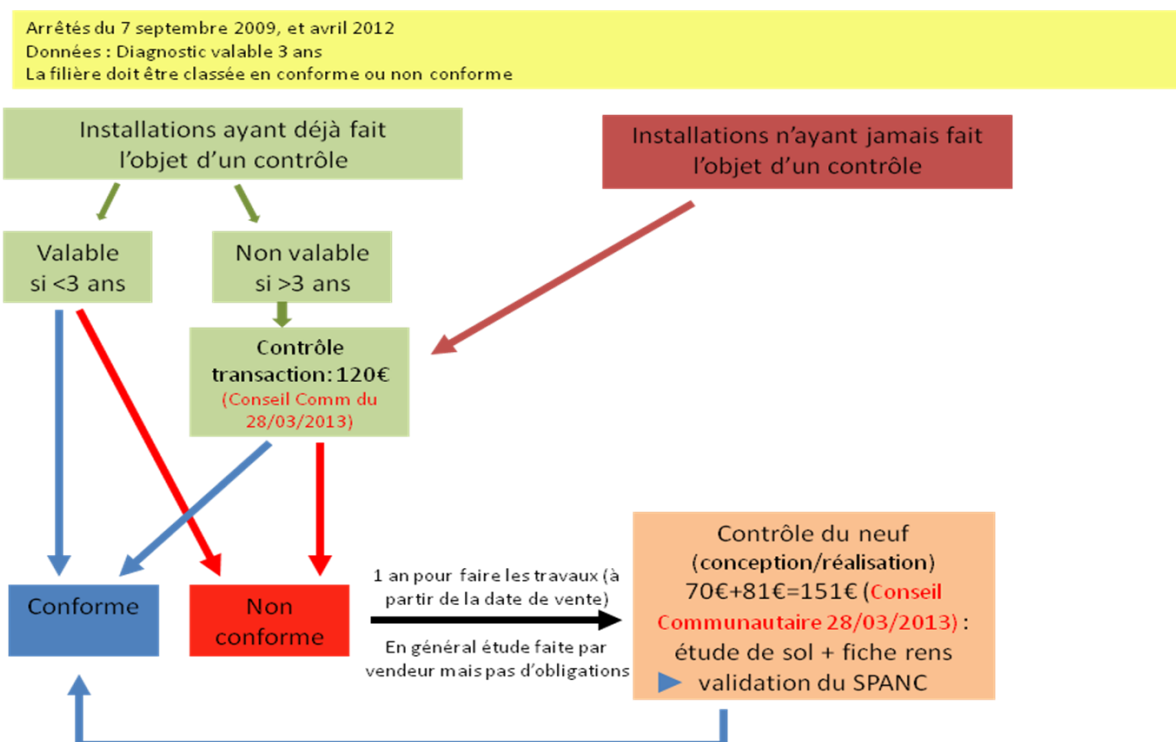 Arrêtés du 7 septembre 2009, et avril 2012
Données : Diagnostic valable 3 ans
La filière doit être classée en conforme ou non conforme
Installations ayant déjà fait
l'objet d'un contrôle
Installations n'ayant jamais fait
l'objet d'un contrôle
Valable
si <3 ans
Non valable
si >3 ans
Contrôle
transaction: 120€
(Conseil Comm du
28/03/2013)
Conforme
Non
conforme
1 an pour faire les travaux (à
partir de la date de vente)
En général étude faite par
vendeur mais pas d'obligations
Contrôle du neuf
(conception/réalisation)
70€+81€=151€ (Conseil
Communautaire 28/03/2013) :
étude de sol + fiche rens
validation du SPANC